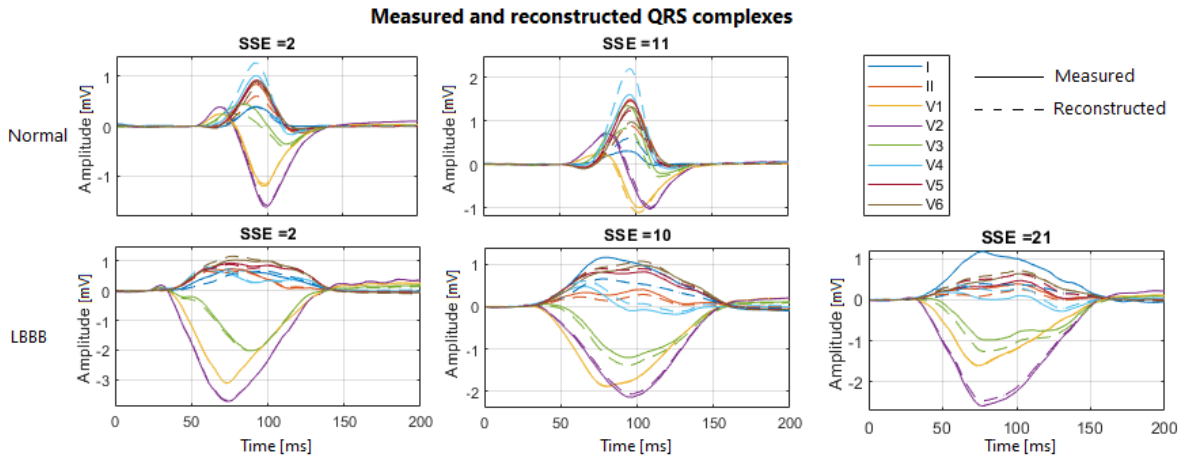 Measured and reconstructed QRS complexes
SSE =2
SSE =11
Normal
Amplitude [mV]
1
0
-1
Amplitude [mV]
2
1
0
-1
I
II
V1
V2
V3
V4
V5
V6
Measured
Reconstructed
SSE =2
SSE =10
SSE =21
LBBB
Amplitude [mV]
1
0
-1
-2
-3
0 50 100 150 200
Time [ms]
Amplitude [mV]
1
0
-1
-2
0 50 100 150 200
Time [ms]
Amplitude [mV]
1
0
-1
-2
0 50 100 150 200
Time [ms]